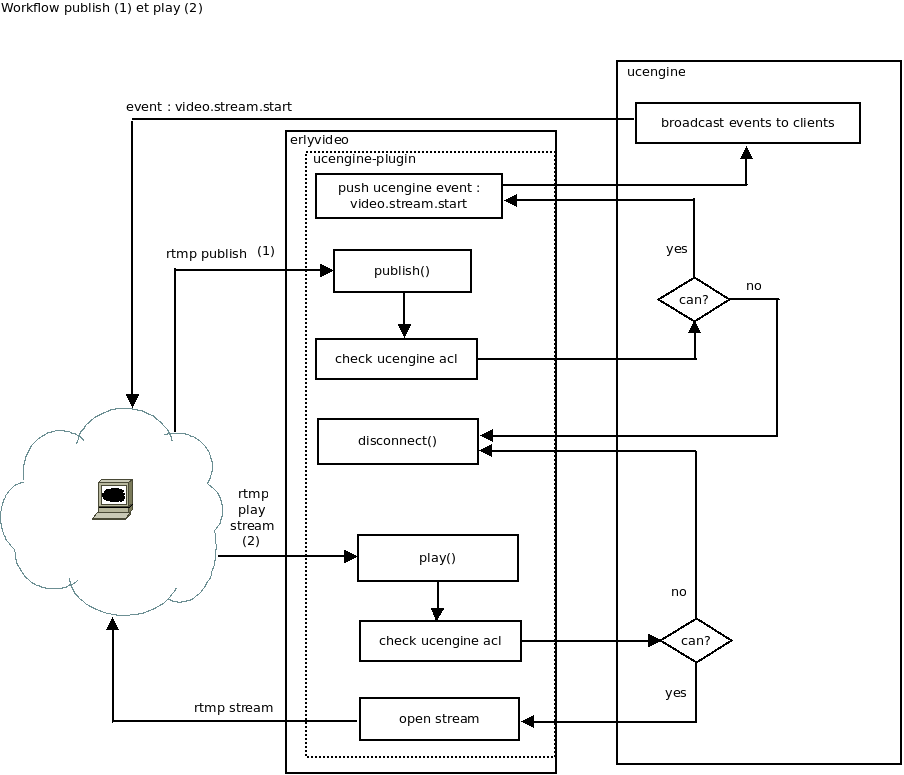 Workflow publish (1) et play (2)
ucengine
event : video.stream.start
broadcast events to clients
erlyvideo
ucengine-plugin
push ucengine event :
video.stream.start
yes
rtmp publish (1)
publish()
no
can?
check ucengine acl
disconnect()
rtmp
play
stream
(2)
play()
no
check ucengine acl
can?
yes
rtmp stream
open stream